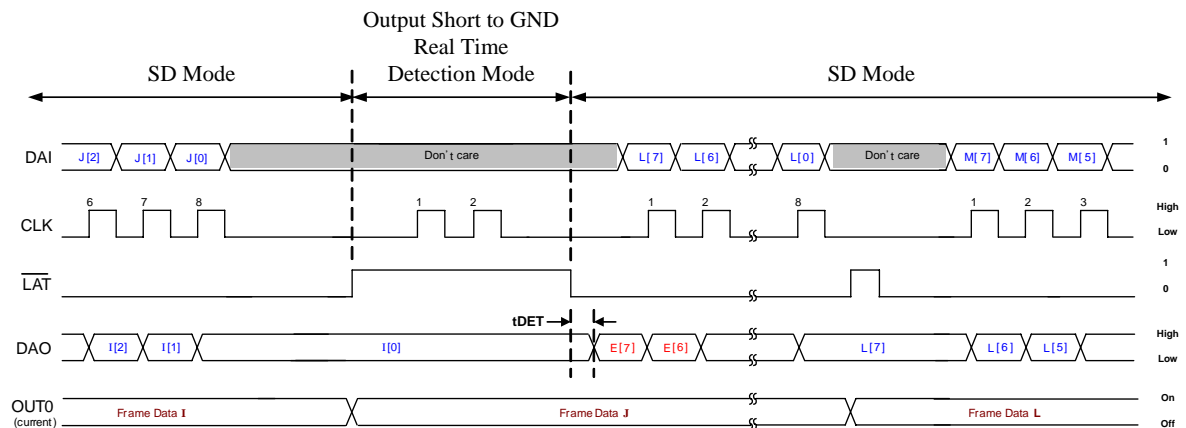 Output Short to GND
Real Time
SD Mode Detection Mode SD Mode
DAI J[2] J[1] J[0] Don't care L[7] L[6] L[0] Don't care M[7] M[6] M[5] 1
0
6 7 8 1 2 1 2 8 1 2 3
CLK High
Low
LAT 1
0
tDET
DAO I[2] I[1] I[0] E[7] E[6] L[7] L[6] L[5] High
Low
OUT0 Frame Data I Frame Data J Frame Data L On
(current) Off